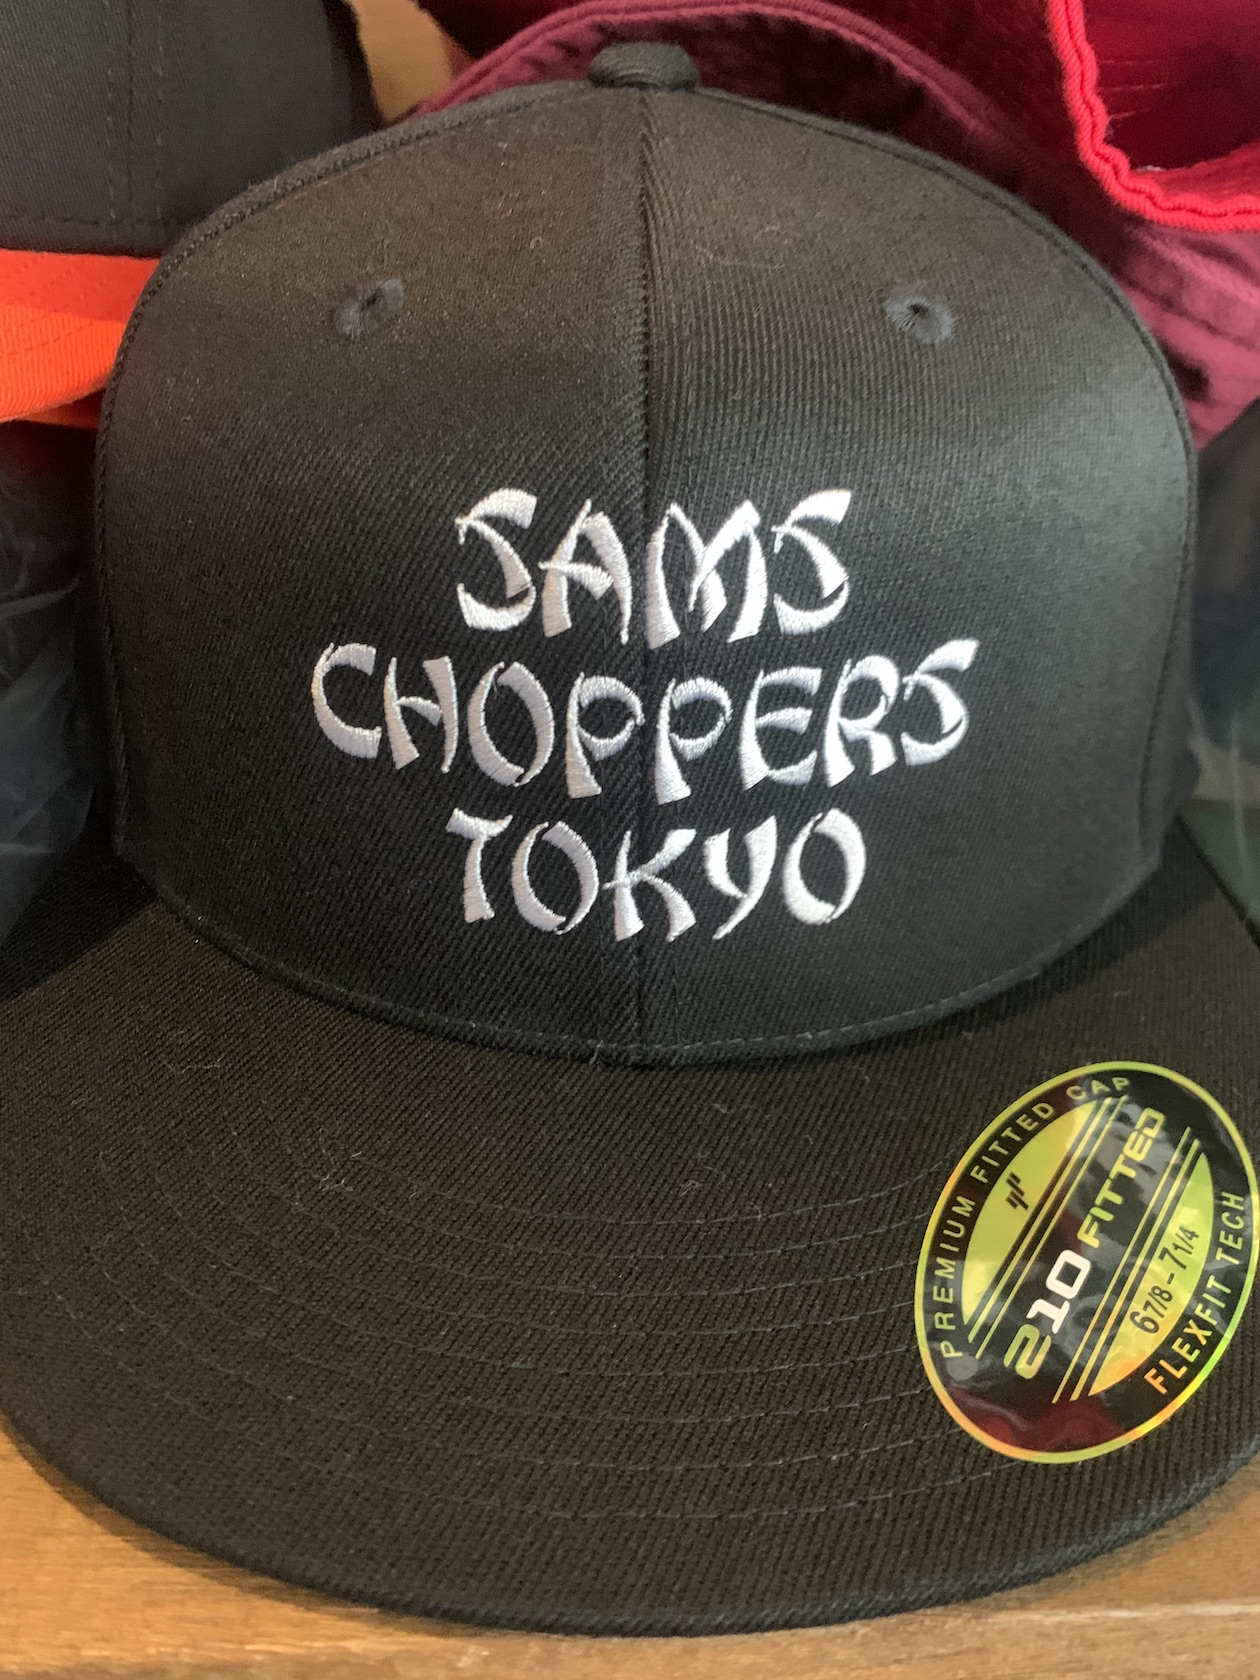 SAMS
CHOPPERS
TOKYO
PREMIUM FITTED CAP
210 FITTED
6 7/8 - 7 1/4
FLEXFIT TECH